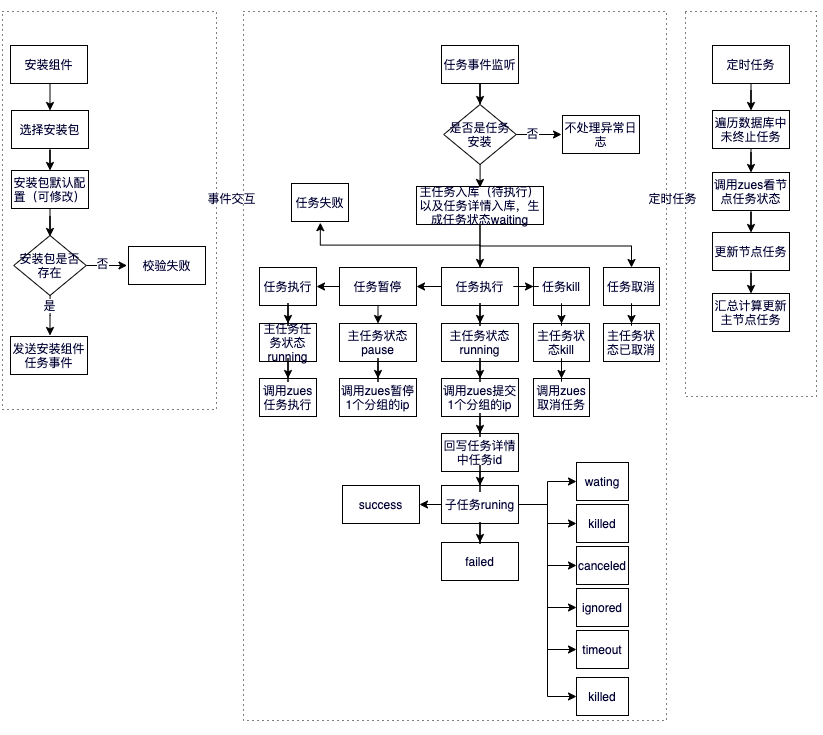 安装组件
选择安装包
安装包默认配
置（可修改）
安装包是否
存在
否
校验失败
是
发送安装组件
任务事件
事件交互
任务事件监听
是否是任务
安装
否
不处理异常日
志
主任务入库（待执行）
以及任务详情入库，生
成任务状态waiting
任务失败
任务执行
任务暂停
任务执行
任务kill
任务取消
主任务任
务状态
running
主任务状态
pause
主任务状态
running
主任务状
态kill
主任务状
态已取消
调用zues
任务执行
调用zues暂停
1个分组的ip
调用zues提交
1个分组的ip
调用zues
取消任务
回写任务详情
中任务id
success
子任务runing
failed
wating
killed
canceled
ignored
timeout
killed
定时任务
定时任务
遍历数据库中
未终止任务
调用zues看节
点任务状态
更新节点任务
汇总计算更新
主节点任务